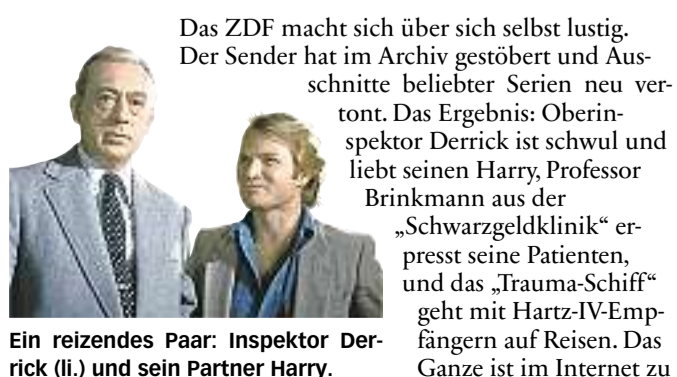 Das ZDF macht sich über sich selbst lustig.
Der Sender hat im Archiv gestöbert und Aus-
schnitte beliebter Serien neu ver-
tont. Das Ergebnis: Oberin-
spektor Derrick ist schwul und
liebt seinen Harry, Professor
Brinkmann aus der
„Schwarzgeldklinik“ er-
presst seine Patienten,
und das „Trauma-Schiff“
geht mit Hartz-IV-Emp-
fängern auf Reisen. Das
Ganze ist im Internet zu
Ein reizendes Paar: Inspektor Der-
rick (li.) und sein Partner Harry.